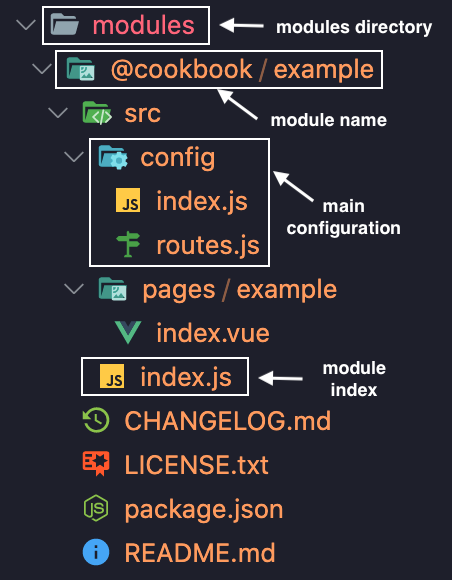 modules
modules directory
@cookbook / example
module name
src
config
JS index.js
main
configuration
routes.js
pages / example
index.vue
JS index.js
module
index
CHANGELOG.md
LICENSE.txt
package.json
README.md